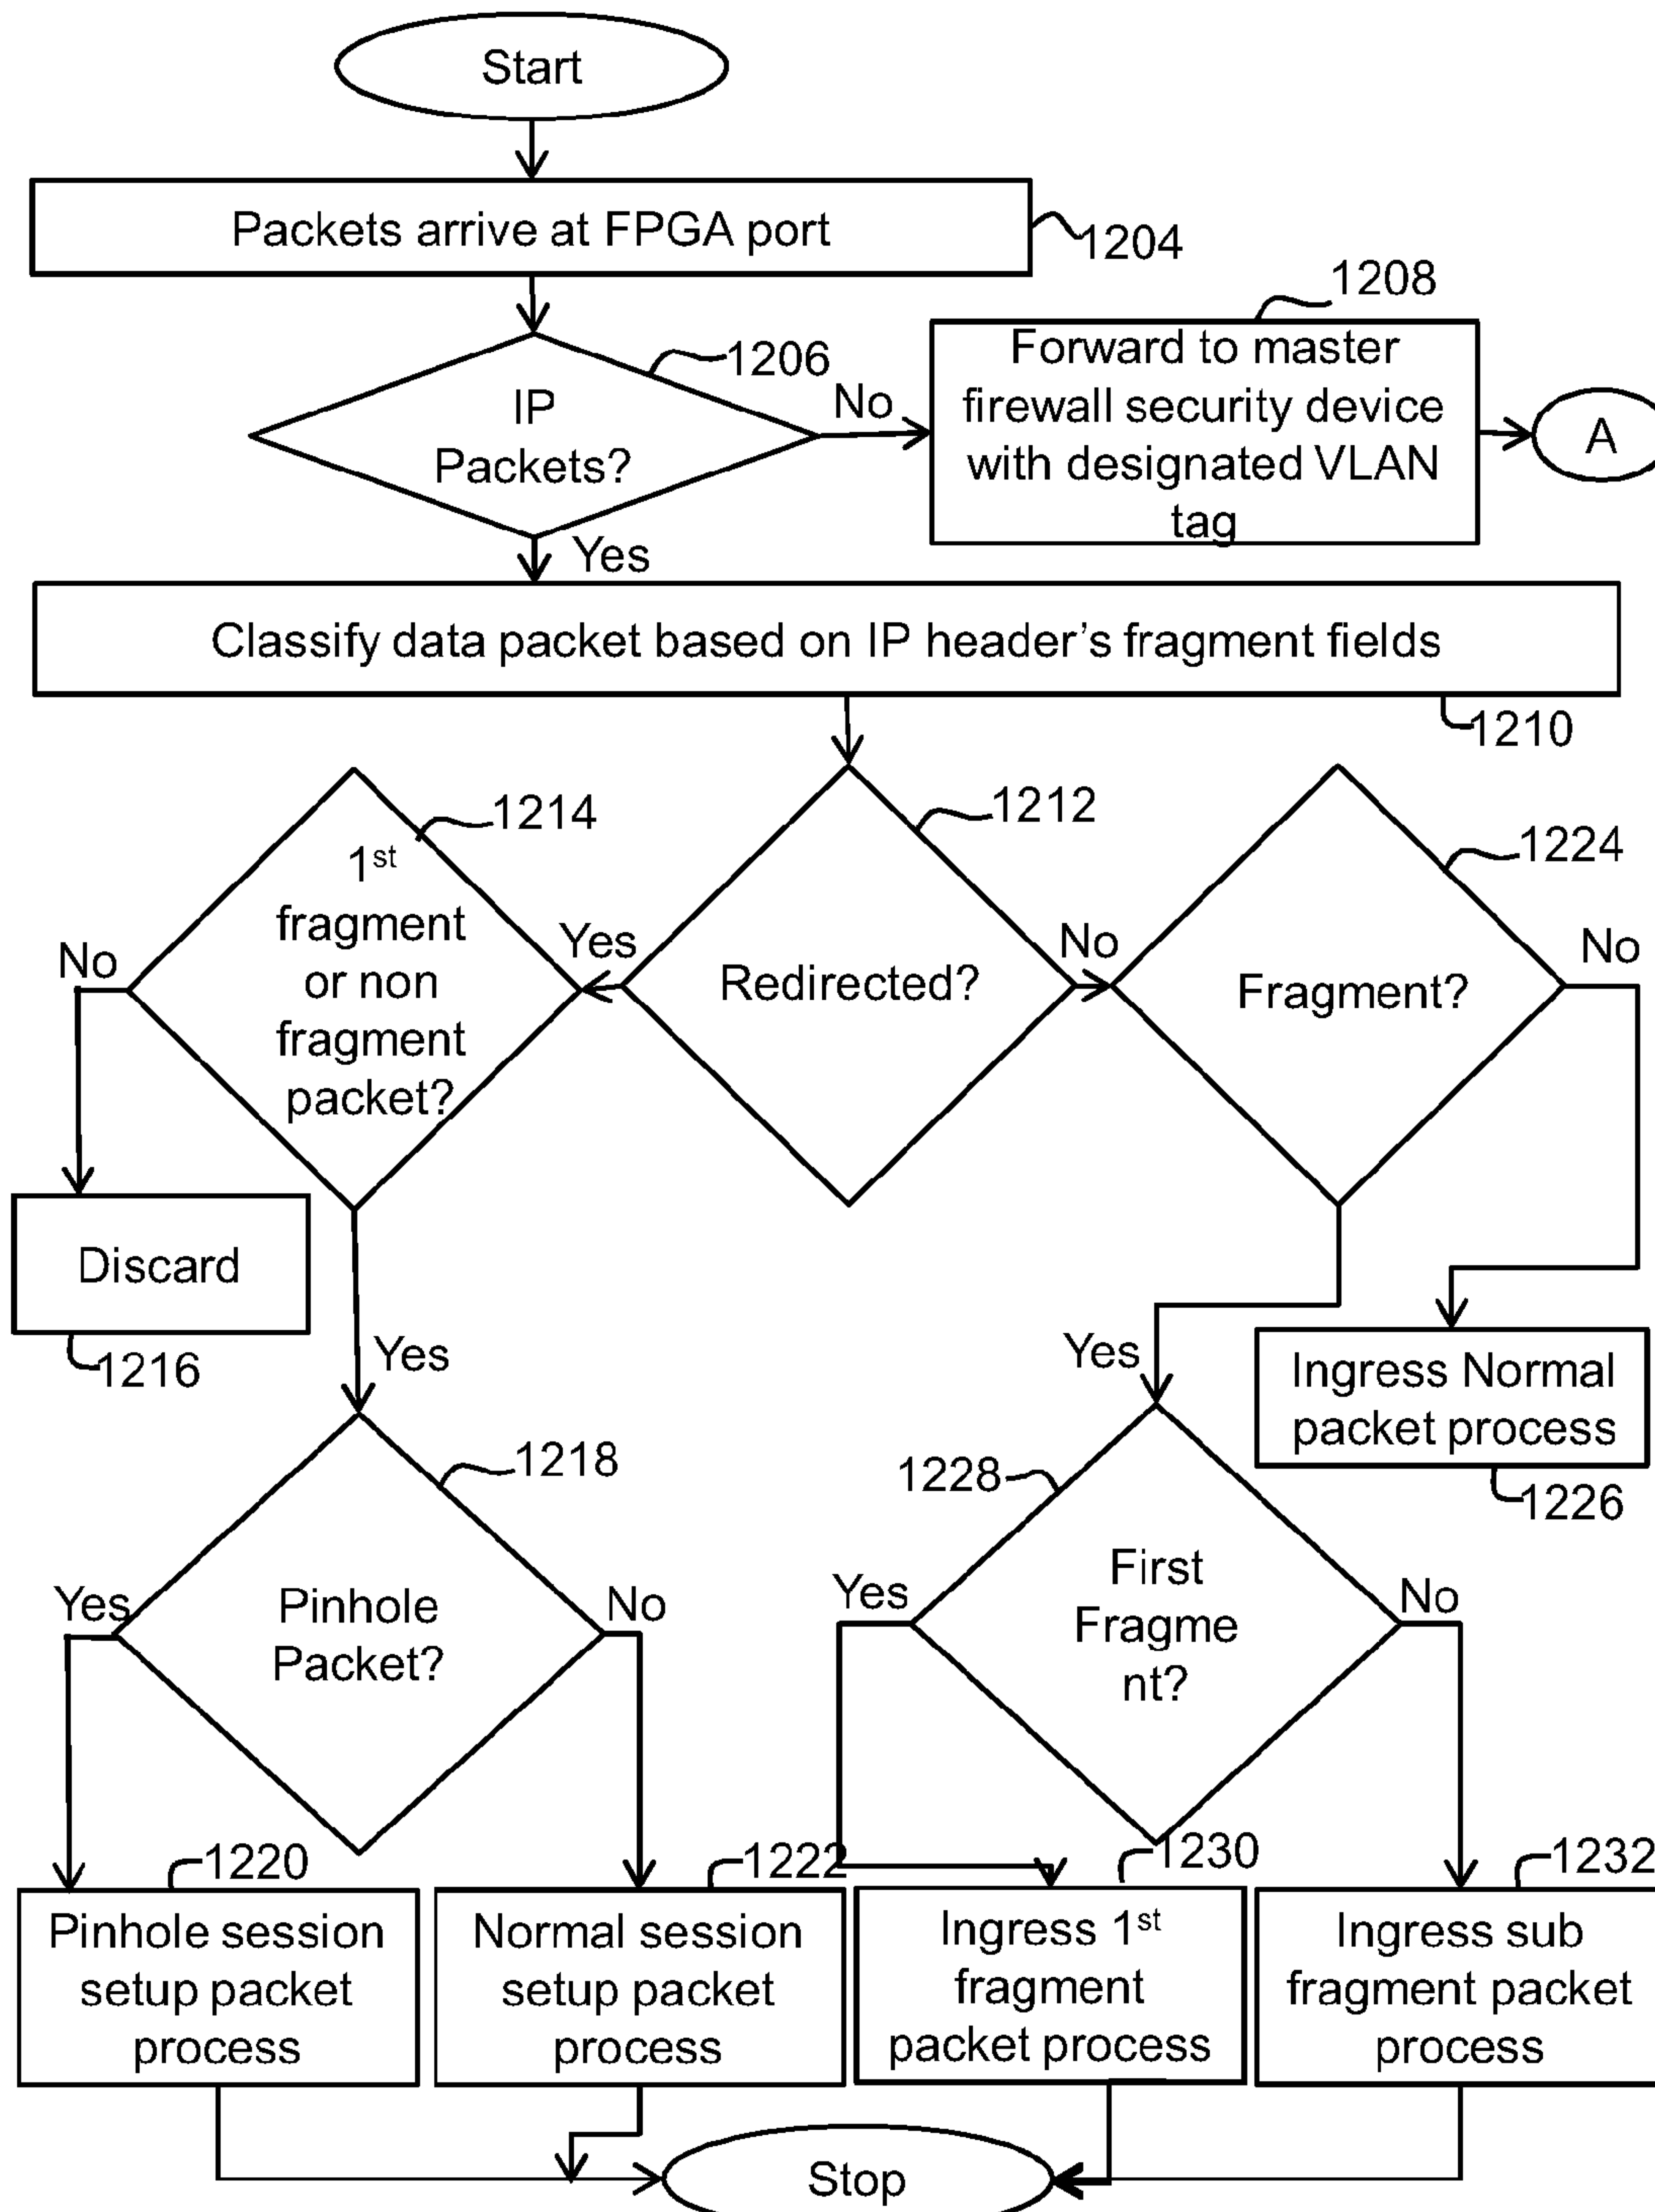 Start
Packets arrive at FPGA port
1204
1208
Forward to master
firewall security device
with designated VLAN
tag
A
1206
IP
Packets?
No
Yes
Classify data packet based on IP header's fragment fields
1210
1214
1st
fragment
or non
fragment
packet?
No
Yes
1212
Redirected?
No
1224
Fragment?
No
Discard
1216
Yes
Yes
Ingress Normal
packet process
1226
1218
Pinhole
Packet?
Yes
No
1228
First
Fragme
nt?
Yes
No
1220
Pinhole session
setup packet
process
1222
Normal session
setup packet
process
1230
Ingress 1st
fragment
packet process
1232
Ingress sub
fragment packet
process
Stop